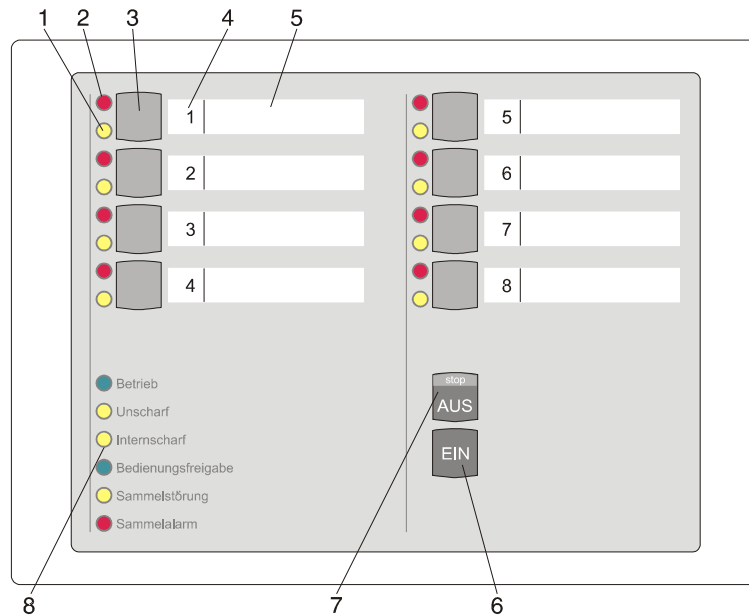 1 2 3 4 5
1
2
3
4
5
6
7
8
Betrieb
Unscharf
Internscharf
Bedienungsfreigabe
Sammelstörung
Sammelalarm
stop
AUS
EIN
8 7 6